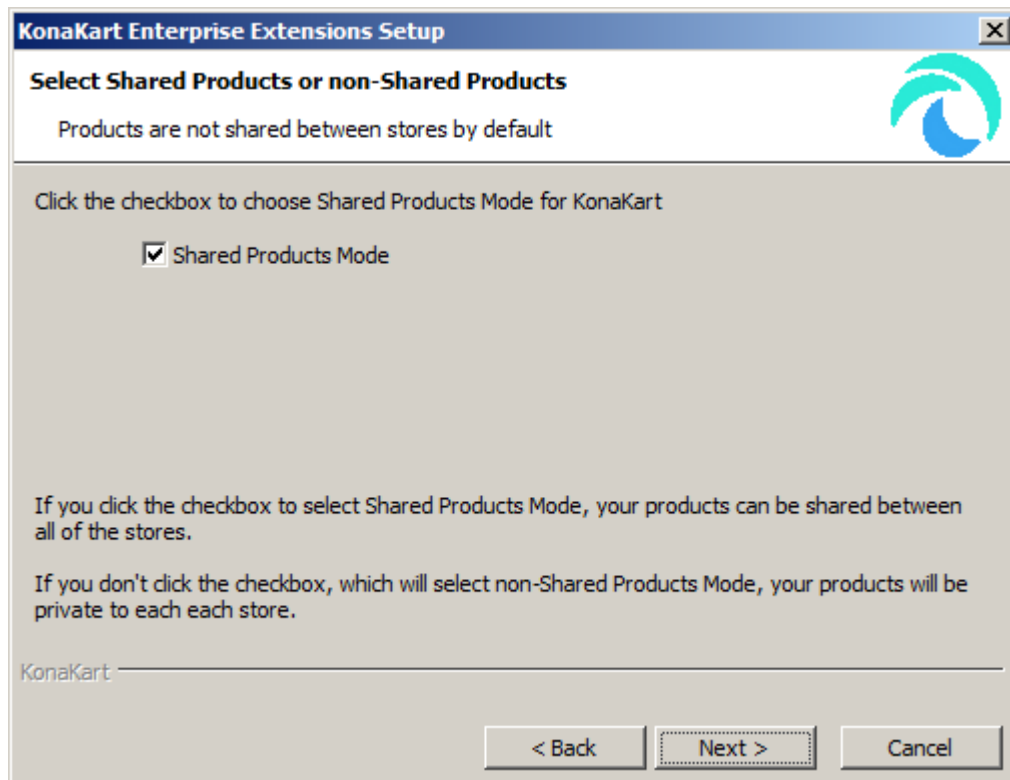 KonaKart Enterprise Extensions Setup
Select Shared Products or non-Shared Products
Products are not shared between stores by default
Click the checkbox to choose Shared Products Mode for KonaKart
Shared Products Mode
If you click the checkbox to select Shared Products Mode, your products can be shared between
all of the stores.
If you don't click the checkbox, which will select non-Shared Products Mode, your products will be
private to each each store.
KonaKart
< Back
Next >
Cancel